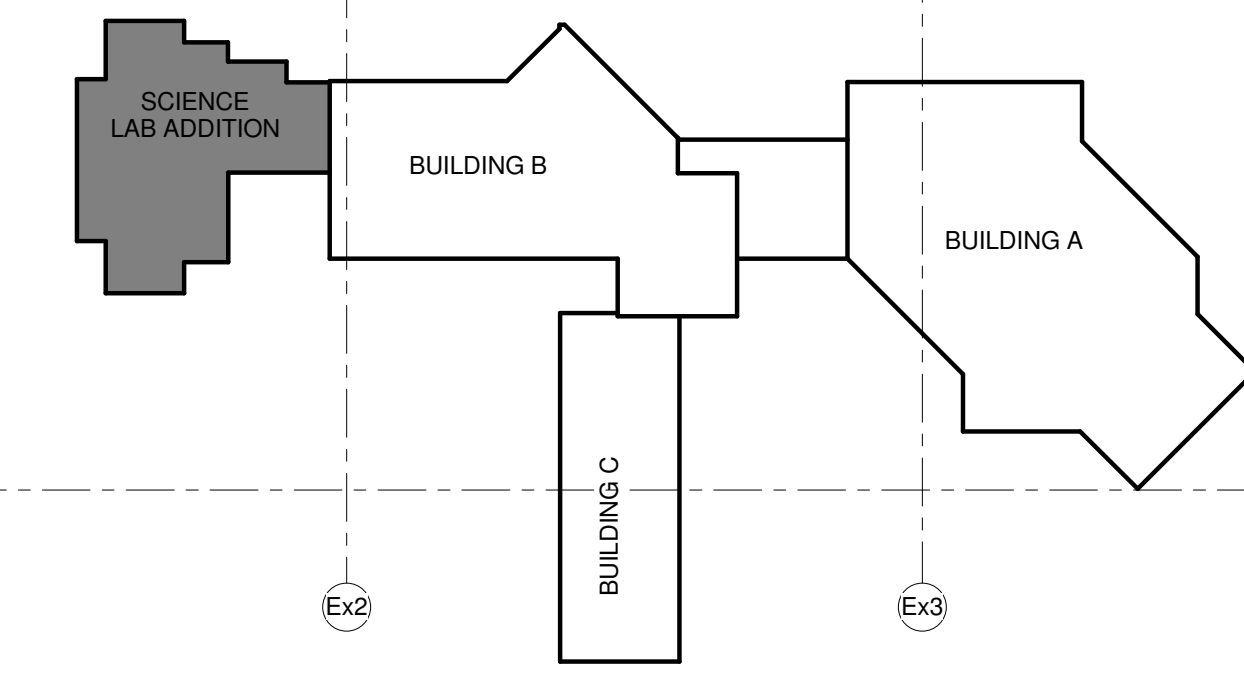 SCIENCE
LAB ADDITION
BUILDING B
BUILDING A
BUILDING C
Ex2
Ex3